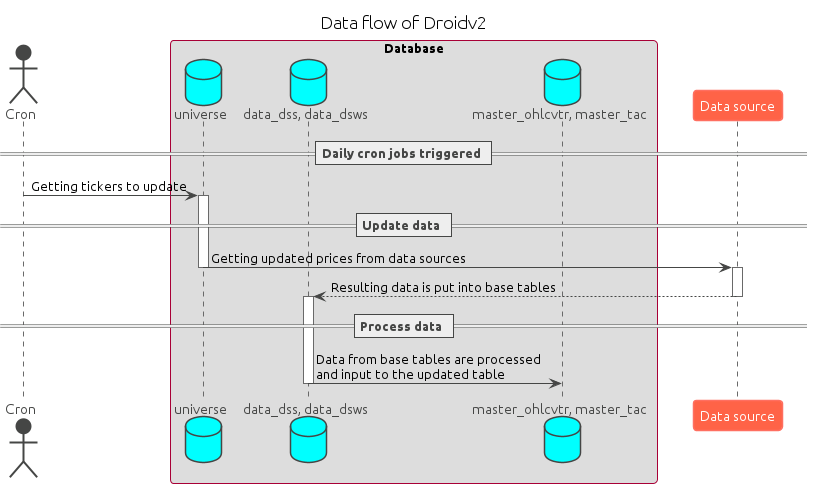 Data flow of Droidv2
Database
Cron
universe
data_dss, data_dsws
master_ohlcvtr, master_tac
Data source
Daily cron jobs triggered
Getting tickers to update
Update data
Getting updated prices from data sources
Resulting data is put into base tables
Process data
Data from base tables are processed
and input to the updated table
Cron
universe
data_dss, data_dsws
master_ohlcvtr, master_tac
Data source